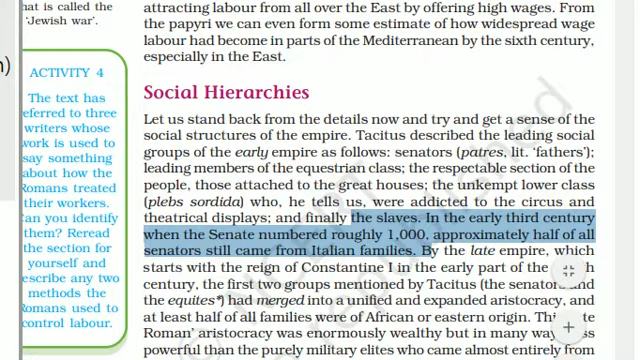 hat is called the
'Jewish war'.
n)
ACTIVITY 4
The text has
referred to three
writers whose
work is used to
say something
about how the
Romans treated
their workers.
Can you identify
them? Reread
the section for
yourself and
describe any two
methods the
Romans used to
control labour.
attracting labour from all over the East by offering high wages. From
the papyri we can even form some estimate of how widespread wage
labour had become in parts of the Mediterranean by the sixth century,
especially in the East.
Social Hierarchies
Let us stand back from the details now and try and get a sense of the
social structures of the empire. Tacitus described the leading social
groups of the early empire as follows: senators (patres, lit. 'fathers');
leading members of the equestrian class; the respectable section of the
people, those attached to the great houses; the unkempt lower class
(plebs sordida) who, he tells us, were addicted to the circus and
theatrical displays; and finally the slaves. In the early third century
when the Senate numbered roughly 1,000, approximately half of all
senators still came from Italian families. By the late empire, which
starts with the reign of Constantine I in the early part of the
century, the first two groups mentioned by Tacitus (the senators and the
equites*) had merged into a unified and expanded aristocracy, and
at least half of all families were of African or eastern origin. This
Roman' aristocracy was enormously wealthy but in many
powerful than the purely military elites who came almost entirely from